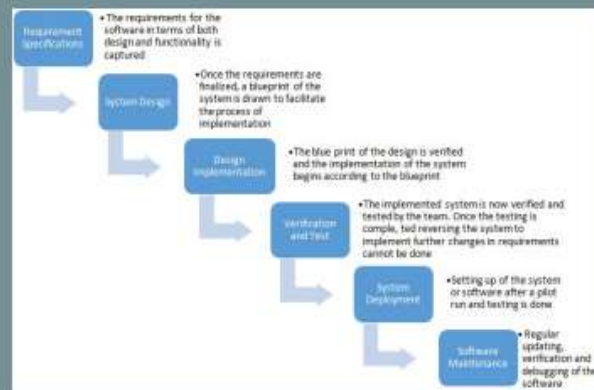 Requirement
Specifications
•The requirements for the
software in terms of both
design and functionality is
captured
System Design
•Once the requirements are
finalized, a blueprint of the
system is drawn to facilitate
the process of
implementation
Design
Implementation
•The blue print of the design is verified
and the implementation of the system
begins according to the blueprint
Verification
and Test
•The implemented system is now verified and
tested by the team. Once the testing is
comple, ted reversing the system to
implement further changes in requirements
cannot be done
System
Deployment
•Setting up of the system
or software after a pilot
run and testing is done
Software
Maintinance
•Regular
updating,
verification and
debugging of the
software